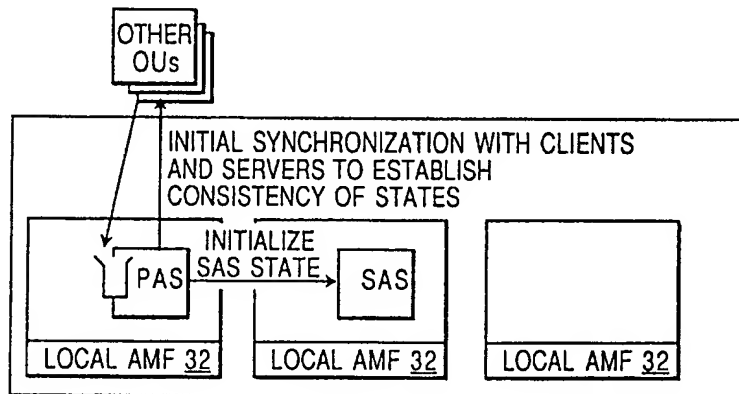 OTHER
OUs
INITIAL SYNCHRONIZATION WITH CLIENTS
AND SERVERS TO ESTABLISH
CONSISTENCY OF STATES
INITIALIZE
SAS STATE
PAS
SAS
LOCAL AMF 32
LOCAL AMF 32
LOCAL AMF 32